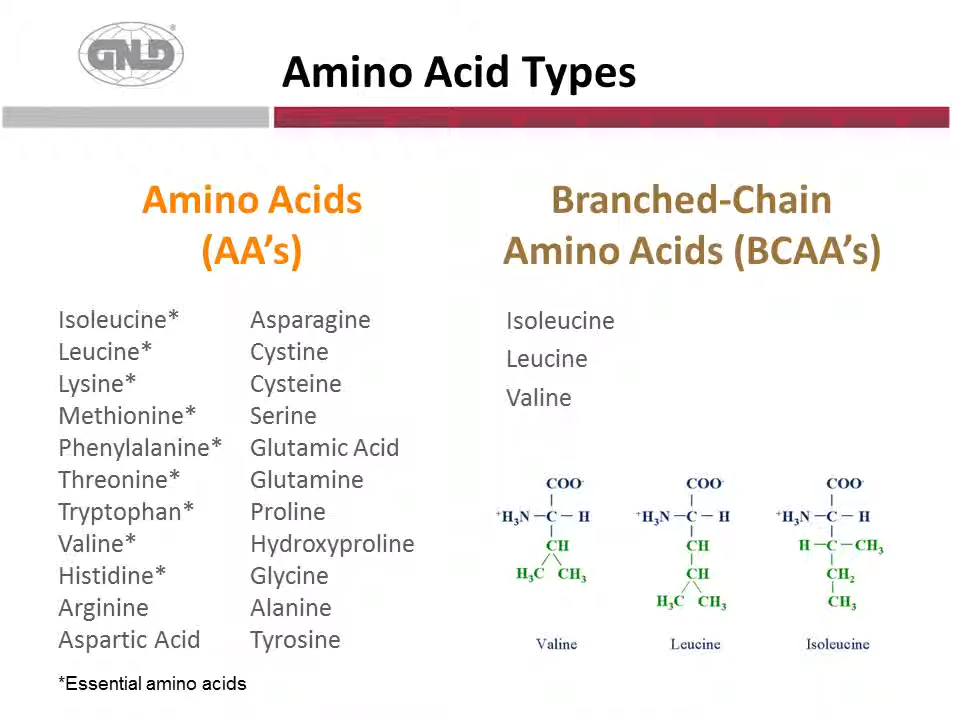 GNLD
Amino Acid Types
Amino Acids
(AA’s)
Isoleucine*
Leucine*
Lysine*
Methionine*
Phenylalanine*
Threonine*
Tryptophan*
Valine*
Histidine*
Arginine
Aspartic Acid
Asparagine
Cystine
Cysteine
Serine
Glutamic Acid
Glutamine
Proline
Hydroxyproline
Glycine
Alanine
Tyrosine
*Essential amino acids
Branched-Chain
Amino Acids (BCAA’s)
Isoleucine
Leucine
Valine
COO-
+H3N — C — H
CH
H3C CH3
Valine
COO-
+H3N — C — H
CH
CH
H3C CH3
Leucine
COO-
+H3N — C — H
H — C — CH3
CH2
CH3
Isoleucine